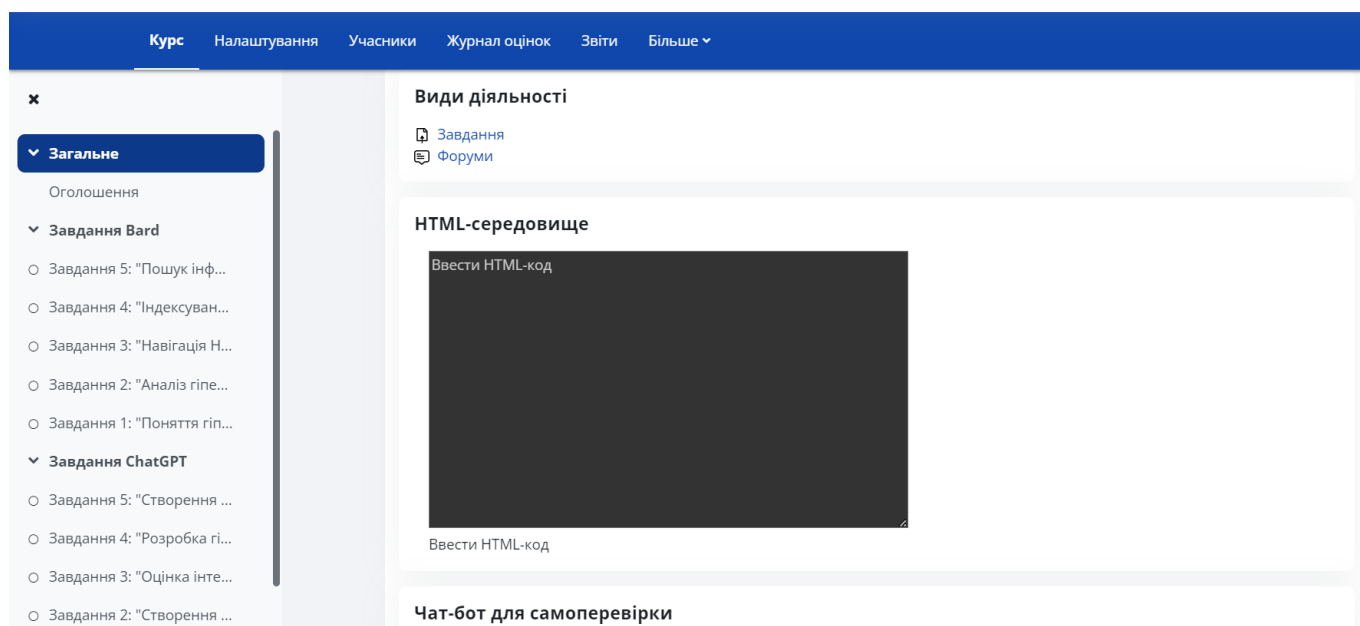 Курс Налаштування Учасники Журнал оцінок Звіти Більше
Загальне
Оголошення
Завдання Bard
Завдання 5: "Пошук інф...
Завдання 4: "Індексуван...
Завдання 3: "Навігація Н...
Завдання 2: "Аналіз гіпе...
Завдання 1: "Поняття гіп...
Завдання ChatGPT
Завдання 5: "Створення ...
Завдання 4: "Розробка гі...
Завдання 3: "Оцінка інте...
Завдання 2: "Створення ...
Види діяльності
Завдання
Форуми
HTML-середовище
Ввести HTML-код
Ввести HTML-код
Чат-бот для самоперевірки